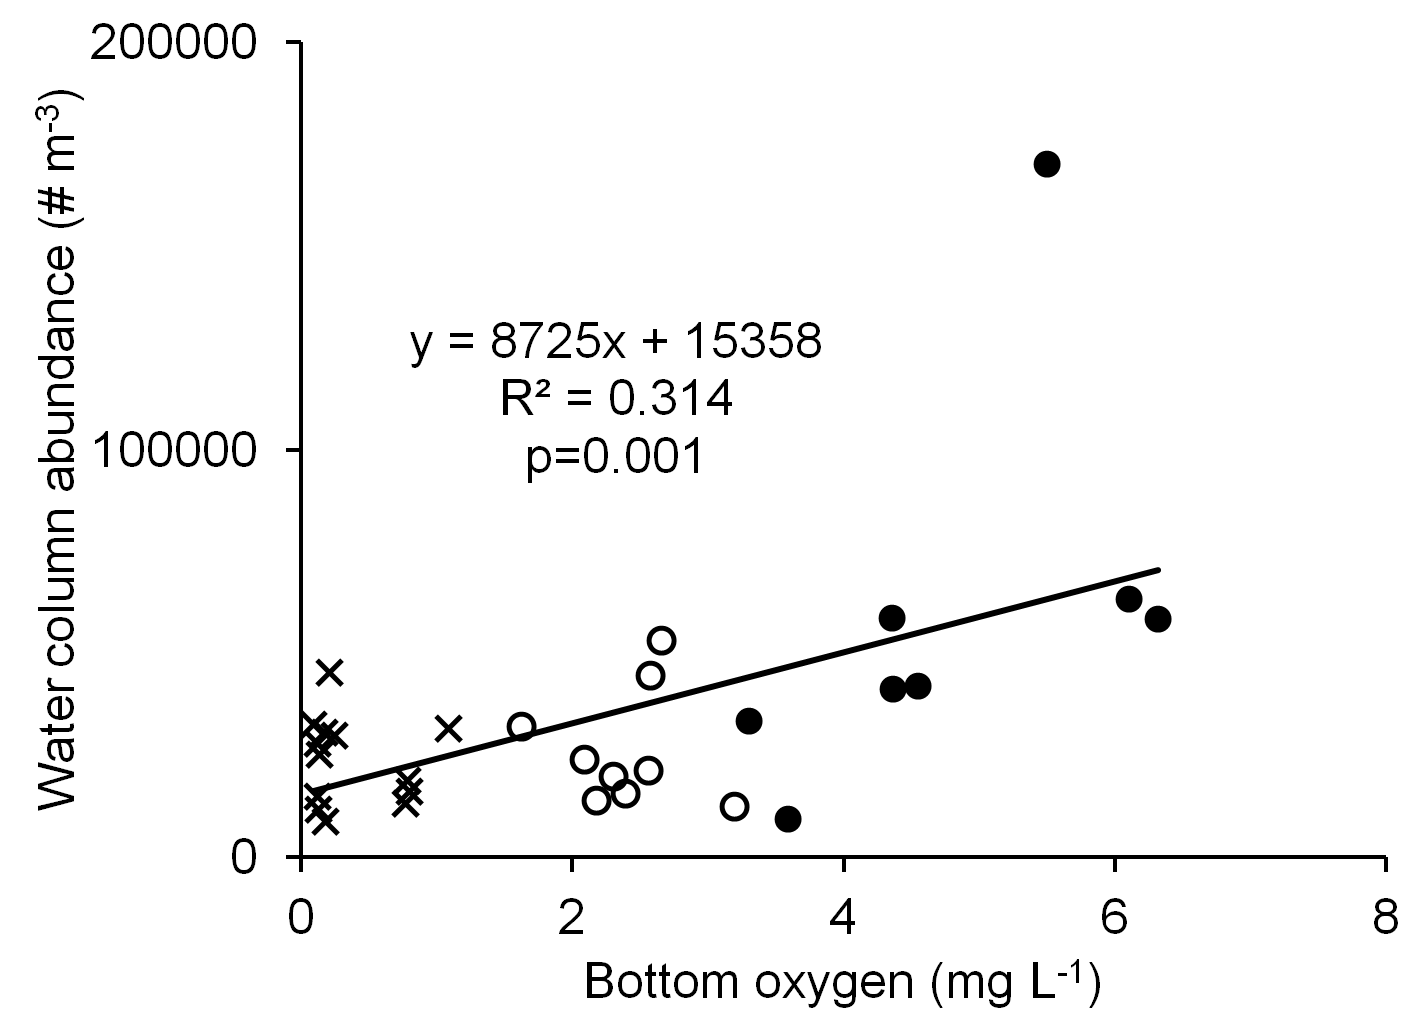 200000
100000
0
Water column abundance (# m⁻³)
y = 8725x + 15358
R² = 0.314
p=0.001
0 2 4 6 8
Bottom oxygen (mg L⁻¹)